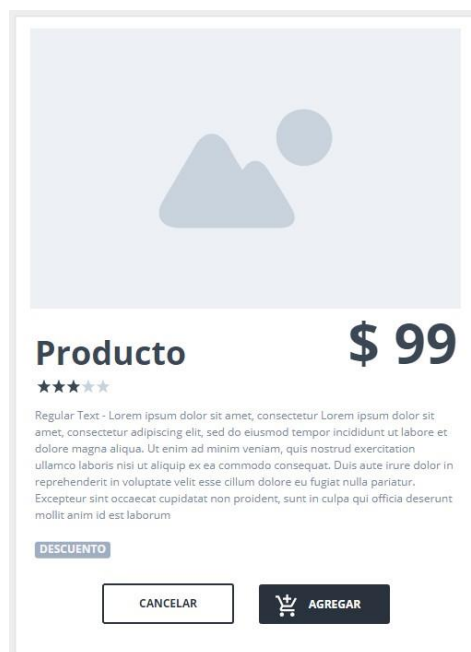 Producto
$ 99
Regular Text - Lorem ipsum dolor sit amet, consectetur Lorem ipsum dolor sit
amet, consectetur adipiscing elit, sed do eiusmod tempor incididunt ut labore et
dolore magna aliqua. Ut enim ad minim veniam, quis nostrud exercitation
ullamco laboris nisi ut aliquip ex ea commodo consequat. Duis aute irure dolor in
reprehenderit in voluptate velit esse cillum dolore eu fugiat nulla pariatur.
Excepteur sint occaecat cupidatat non proident, sunt in culpa qui officia deserunt
mollit anim id est laborum
DESCUENTO
CANCELAR
AGREGAR